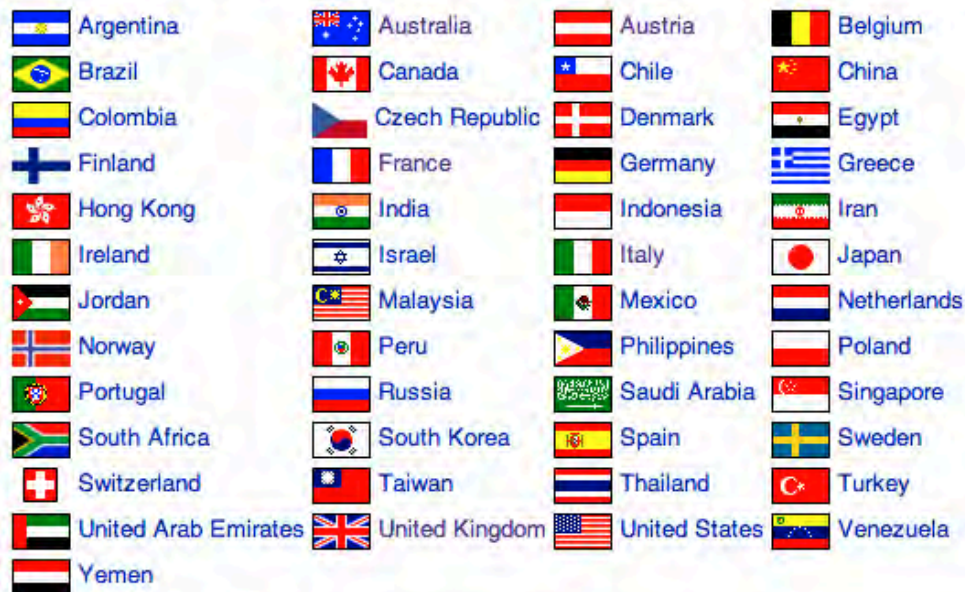 Argentina Australia Austria Belgium
Brazil Canada Chile China
Colombia Czech Republic Denmark Egypt
Finland France Germany Greece
Hong Kong India Indonesia Iran
Ireland Israel Italy Japan
Jordan Malaysia Mexico Netherlands
Norway Peru Philippines Poland
Portugal Russia Saudi Arabia Singapore
South Africa South Korea Spain Sweden
Switzerland Taiwan Thailand Turkey
United Arab Emirates United Kingdom United States Venezuela
Yemen